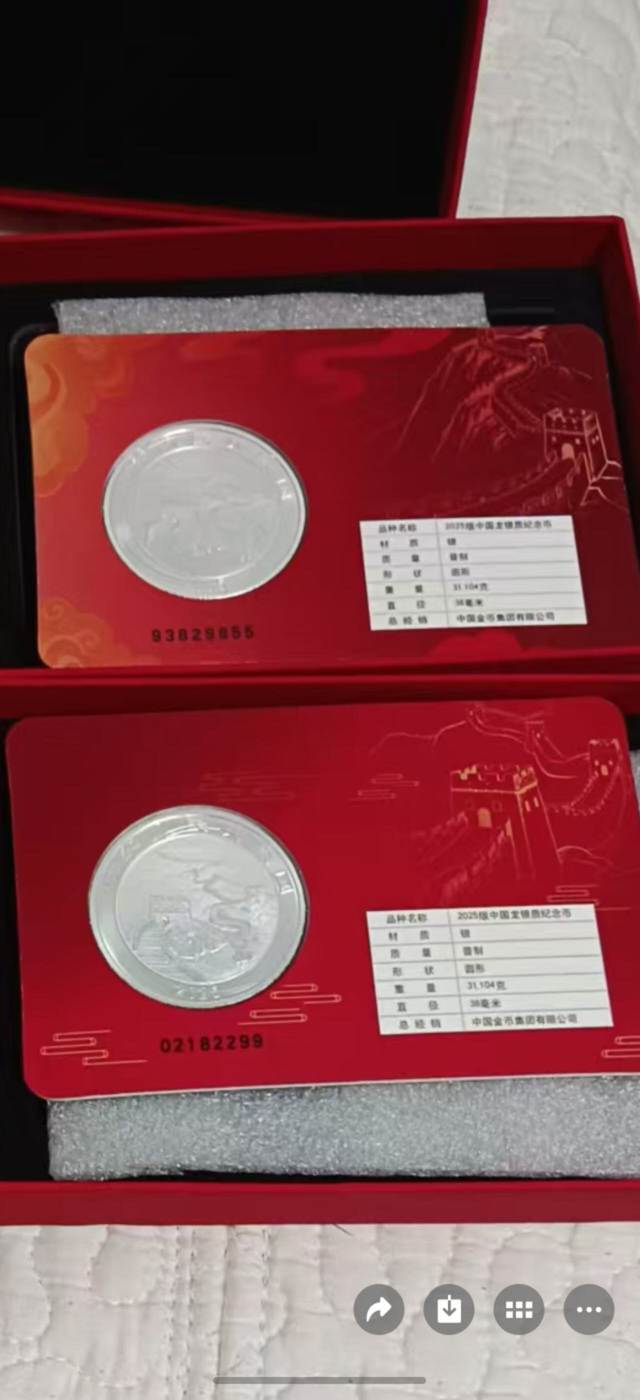 品种名称 2025版中国龙银质纪念币
材 质 银
质 量 普制
形 状 圆形
重 量 31.104克
直 径 38毫米
总 经 销 中国金币集团有限公司
93829855
品种名称 2025版中国龙银质纪念币
材 质 银
质 量 普制
形 状 圆形
重 量 31.104克
直 径 38毫米
总 经 销 中国金币集团有限公司
02182299